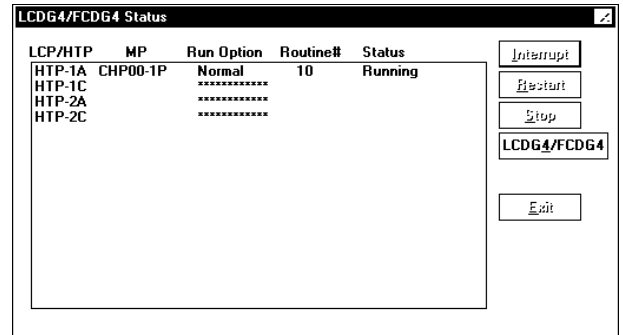 LCDG4/FCDG4 Status
LCP/HTP MP Run Option Routine# Status
HTP-1A CHP00-1P Normal 10 Running
HTP-1C ************
HTP-2A ************
HTP-2C ************
Interrupt
Restart
Stop
LCDG4/FCDG4
Exit